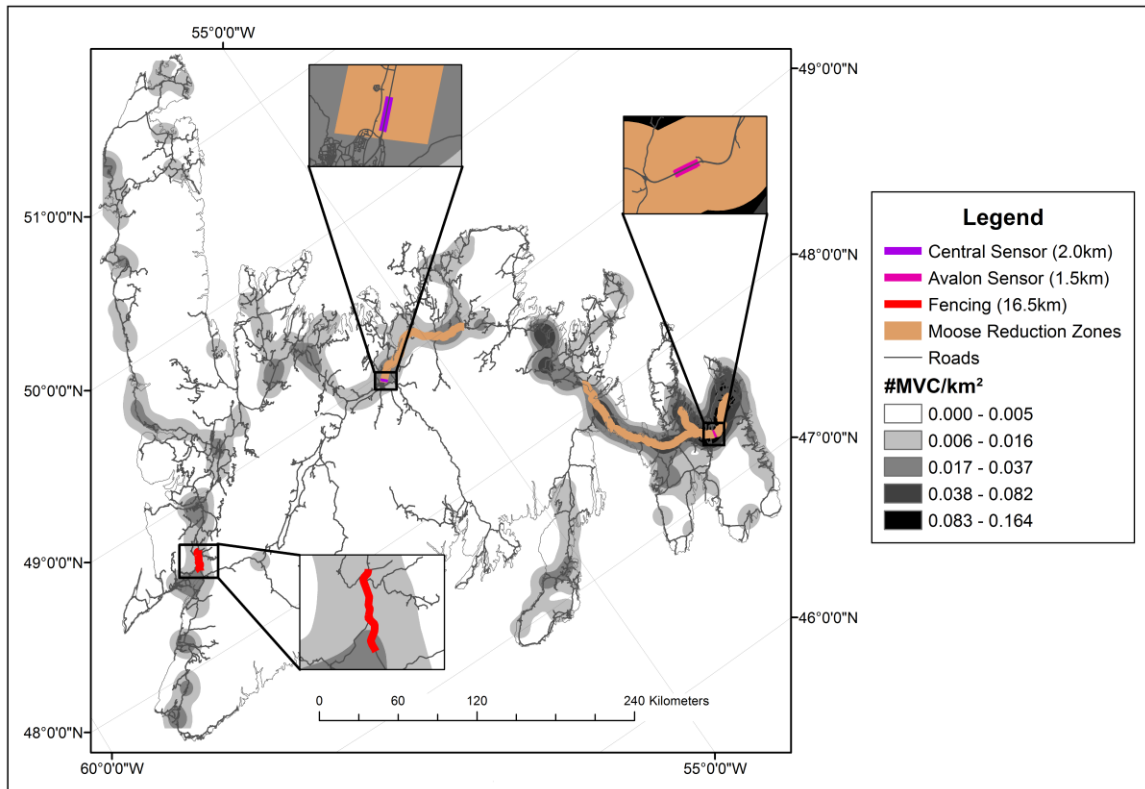 55°0'0"W
49°0'0"N
51°0'0"N
48°0'0"N
50°0'0"N
47°0'0"N
49°0'0"N
46°0'0"N
48°0'0"N
60°0'0"W
55°0'0"W
0 60 120 240 Kilometers
Legend
Central Sensor (2.0km)
Avalon Sensor (1.5km)
Fencing (16.5km)
Moose Reduction Zones
Roads
#MVC/km²
0.000 - 0.005
0.006 - 0.016
0.017 - 0.037
0.038 - 0.082
0.083 - 0.164